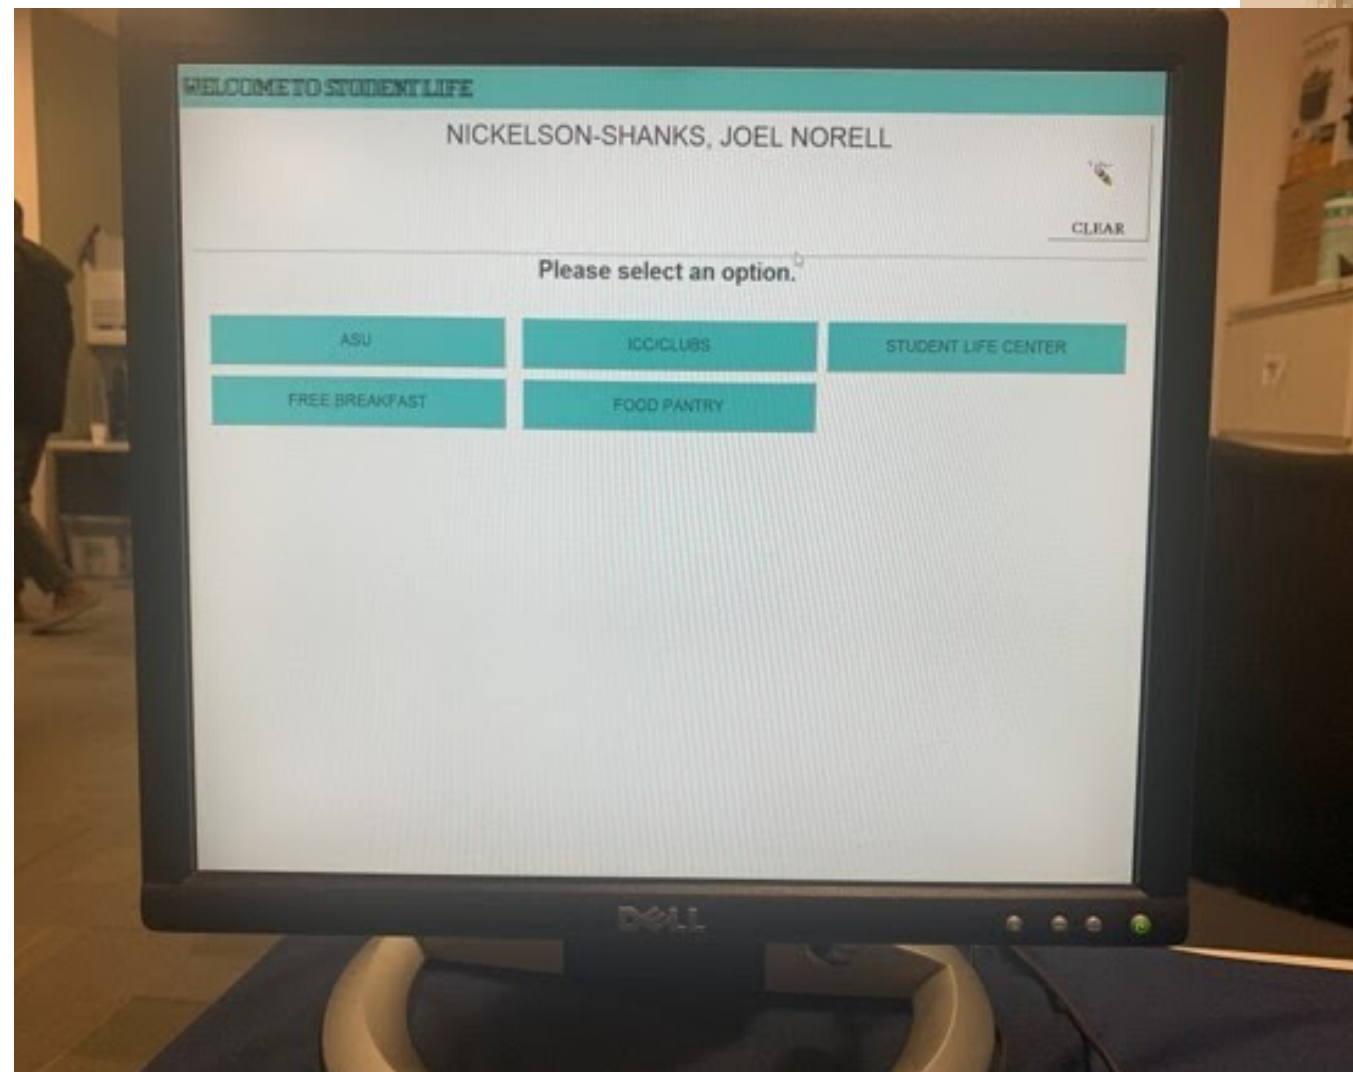 WELCOME TO STUDENT LIFE
NICKELSON-SHANKS, JOEL NORELL
CLEAR
Please select an option.
ASU
ICC/CLUBS
STUDENT LIFE CENTER
FREE BREAKFAST
FOOD PANTRY
DELL